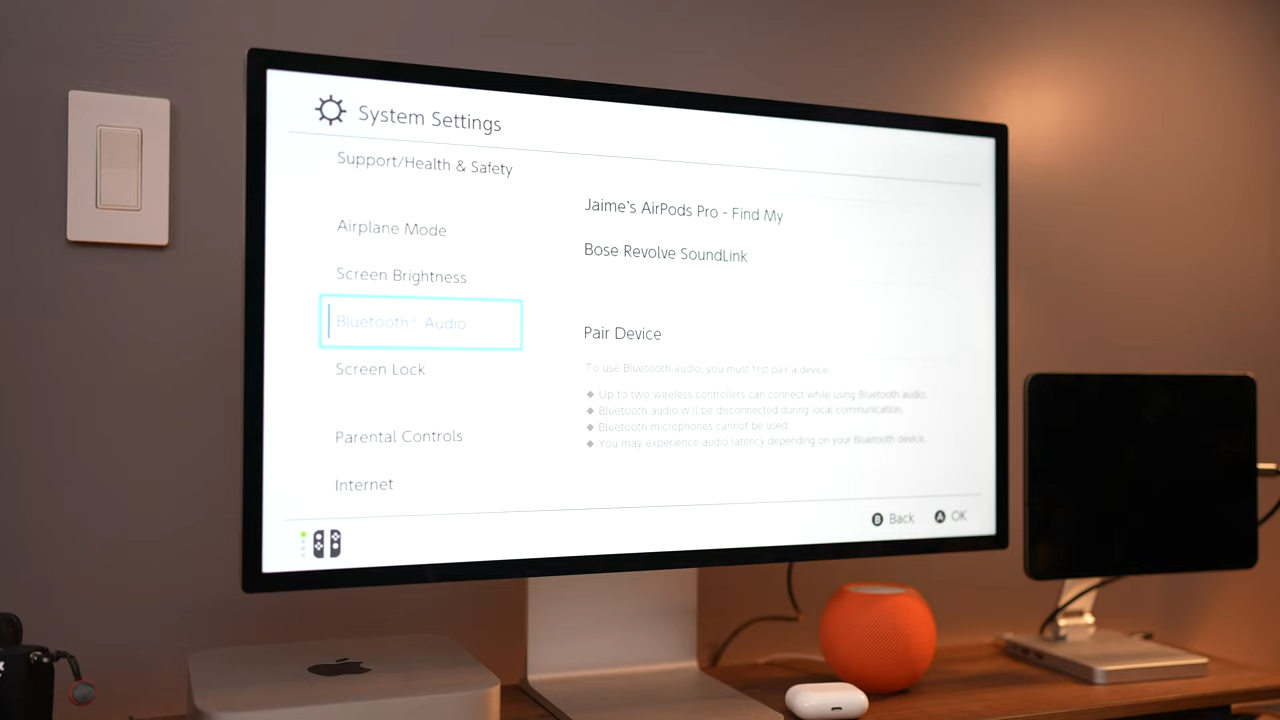 System Settings
Support/Health & Safety
Airplane Mode
Screen Brightness
Bluetooth® Audio
Screen Lock
Parental Controls
Internet
Jaime's AirPods Pro - Find My
Bose Revolve SoundLink
Pair Device
To use Bluetooth audio, you must first pair a device.
◆ Up to two wireless controllers can connect while using Bluetooth audio.
◆ Bluetooth audio will be disconnected during local communication.
◆ Bluetooth microphones cannot be used.
◆ You may experience audio latency depending on your Bluetooth device.
B Back A OK